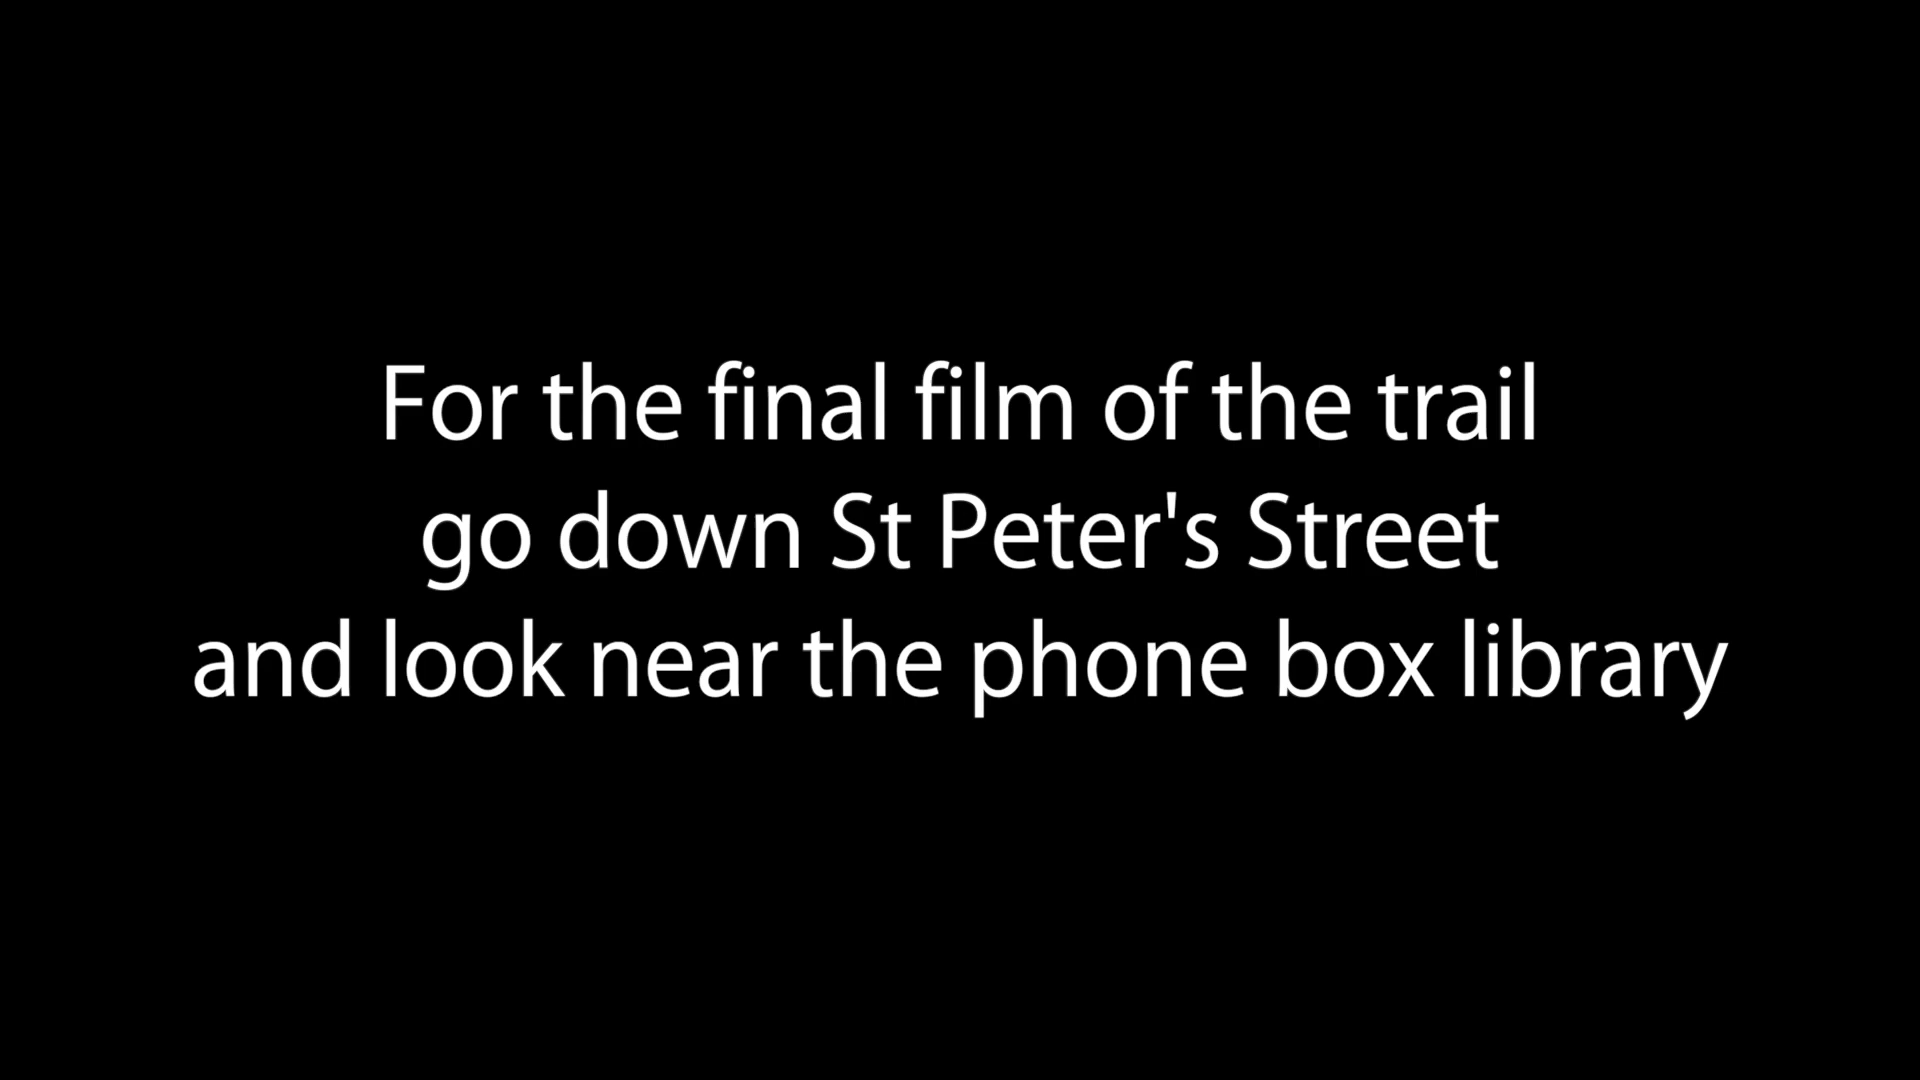 For the final film of the trail
go down St Peter's Street
and look near the phone box library